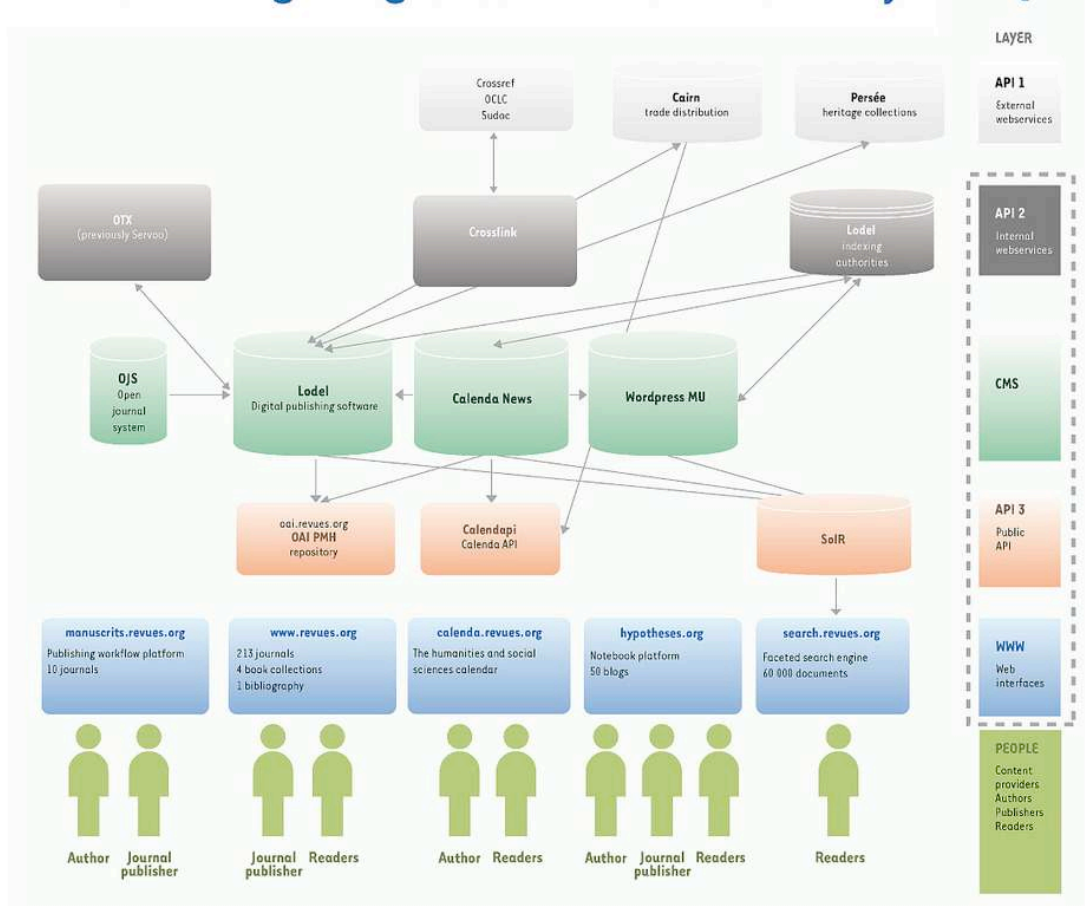 LAYER
Crossref
OCLC
Sudoc
Cairn
trade distribution
Persée
heritage collections
API 1
External
webservices
OTX
(previously Servoo)
Crosslink
Lodel
indexing
authorities
API 2
Internal
webservices
OJS
Open
journal
system
Lodel
Digital publishing software
Calenda News
Wordpress MU
CMS
oai.revues.org
OAI PMH
repository
Calendapi
Calenda API
SolR
API 3
Public
API
manuscrits.revues.org
Publishing workflow platform
10 journals
www.revues.org
213 journals
4 book collections
1 bibliography
calenda.revues.org
The humanities and social
sciences calendar
hypotheses.org
Notebook platform
50 blogs
search.revues.org
Faceted search engine
60 000 documents
WWW
Web
interfaces
PEOPLE
Content
providers
Authors
Publishers
Readers
Author
Journal
publisher
Journal
publisher
Readers
Author
Readers
Author
Journal
publisher
Readers
Readers